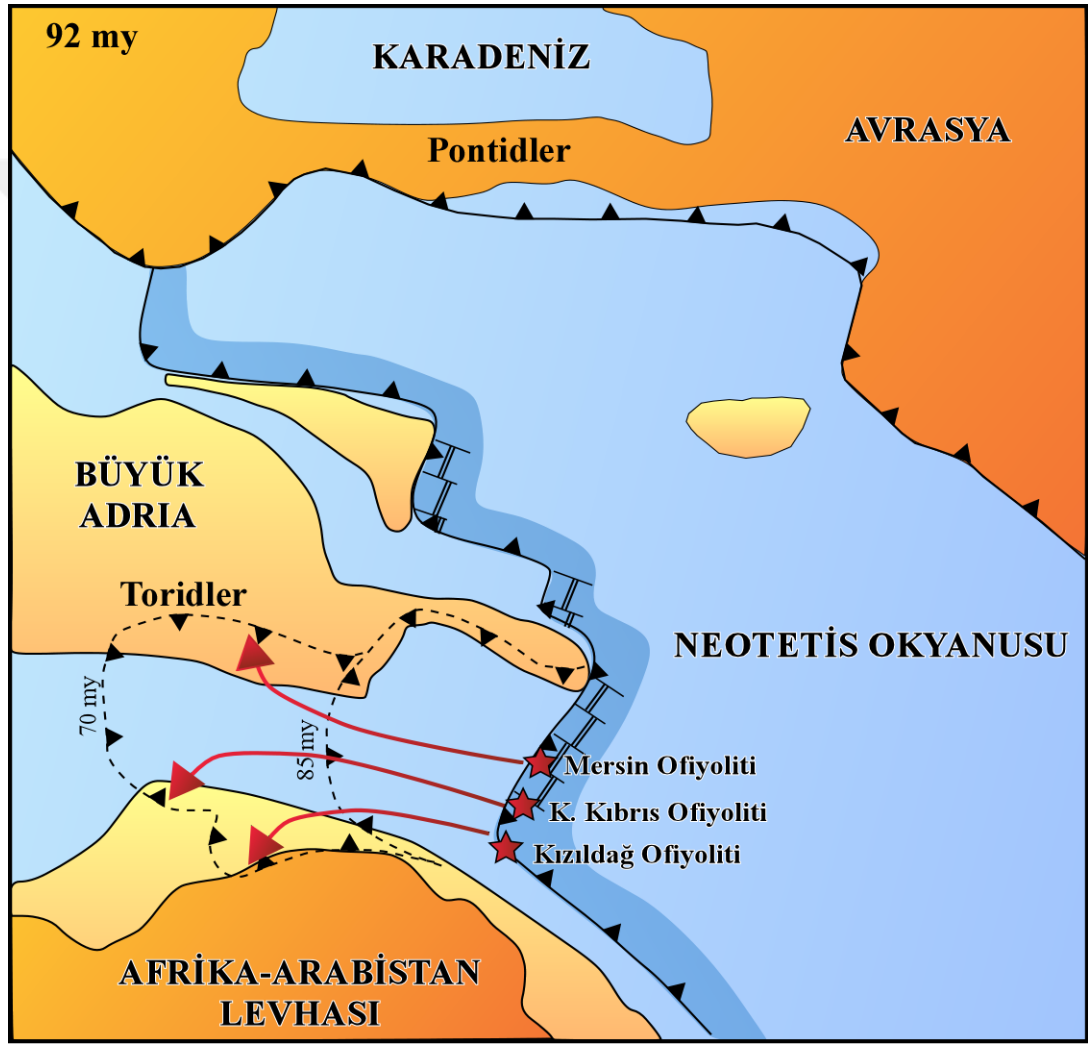 92 my
KARADENİZ
AVRASYA
Pontidler
BÜYÜK
ADRIA
Toridler
NEOTETİS OKYANUSU
70 my
85 my
Mersin Ofiyoliti
K. Kıbrıs Ofiyoliti
Kızıldağ Ofiyoliti
AFRİKA-ARABİSTAN
LEVHASI